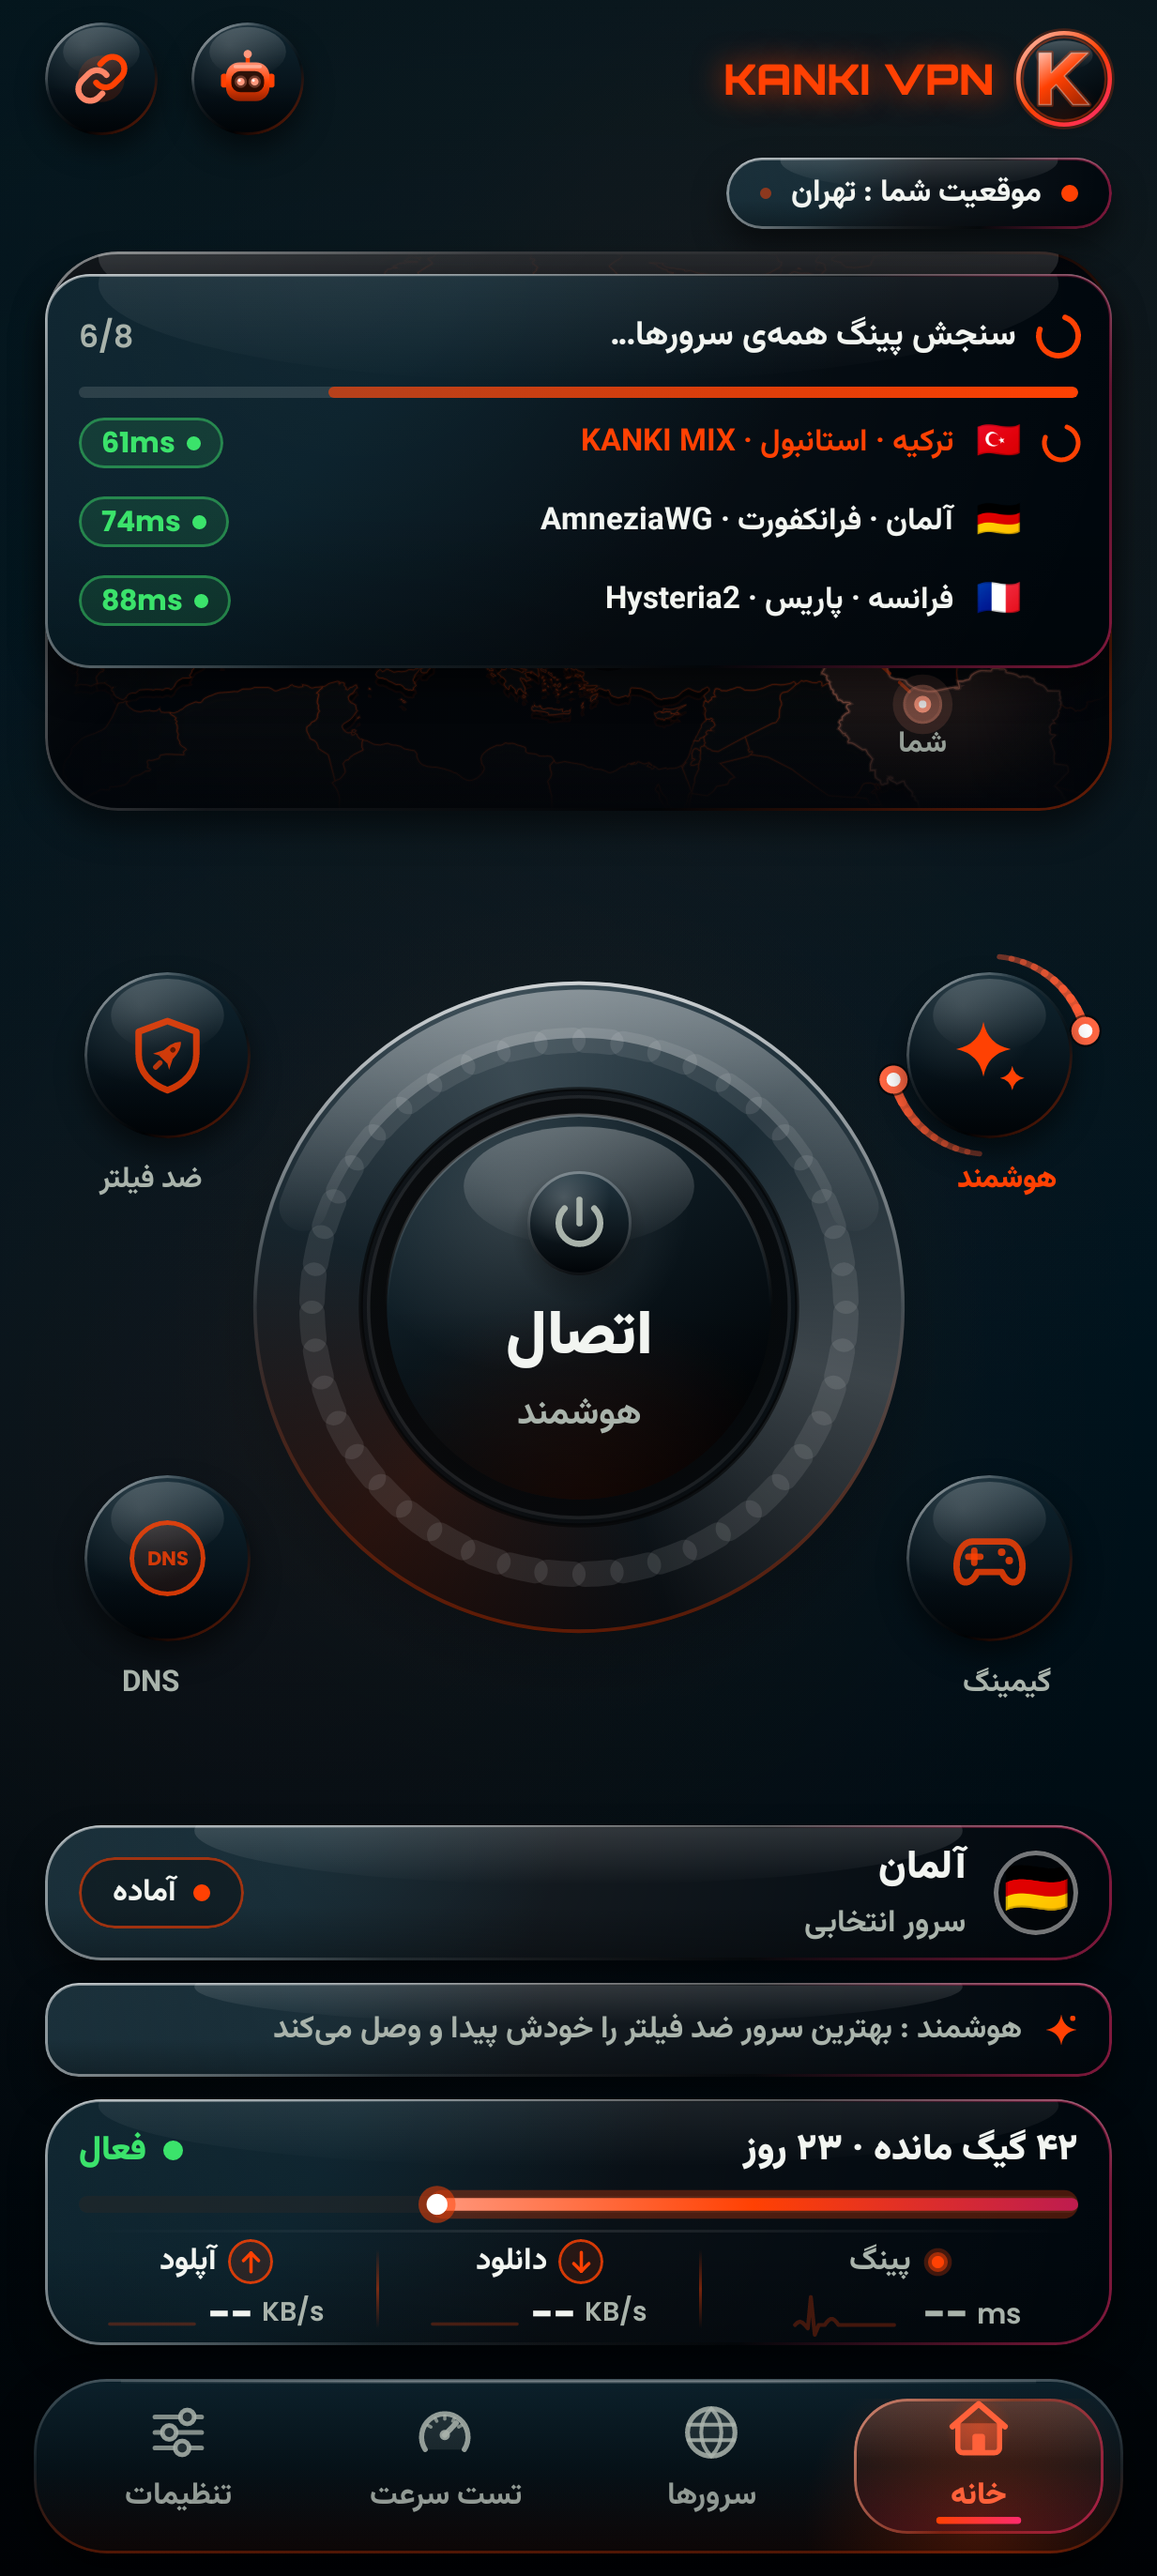 KANKI VPN
K
موقعیت شما : تهران
سنجش پینگ همه‌ی سرورها...
6/8
ترکیه · استانبول · KANKI MIX
61ms
آلمان · فرانکفورت · AmneziaWG
74ms
فرانسه · پاریس · Hysteria2
88ms
شما
هوشمند
ضد فیلتر
اتصال
هوشمند
گیمینگ
DNS
DNS
آلمان
سرور انتخابی
آماده
هوشمند : بهترین سرور ضد فیلتر را خودش پیدا و وصل می‌کند
۴۲ گیگ مانده · ۲۳ روز
فعال
پینگ
-- ms
دانلود
-- KB/s
آپلود
-- KB/s
خانه
سرورها
تست سرعت
تنظیمات